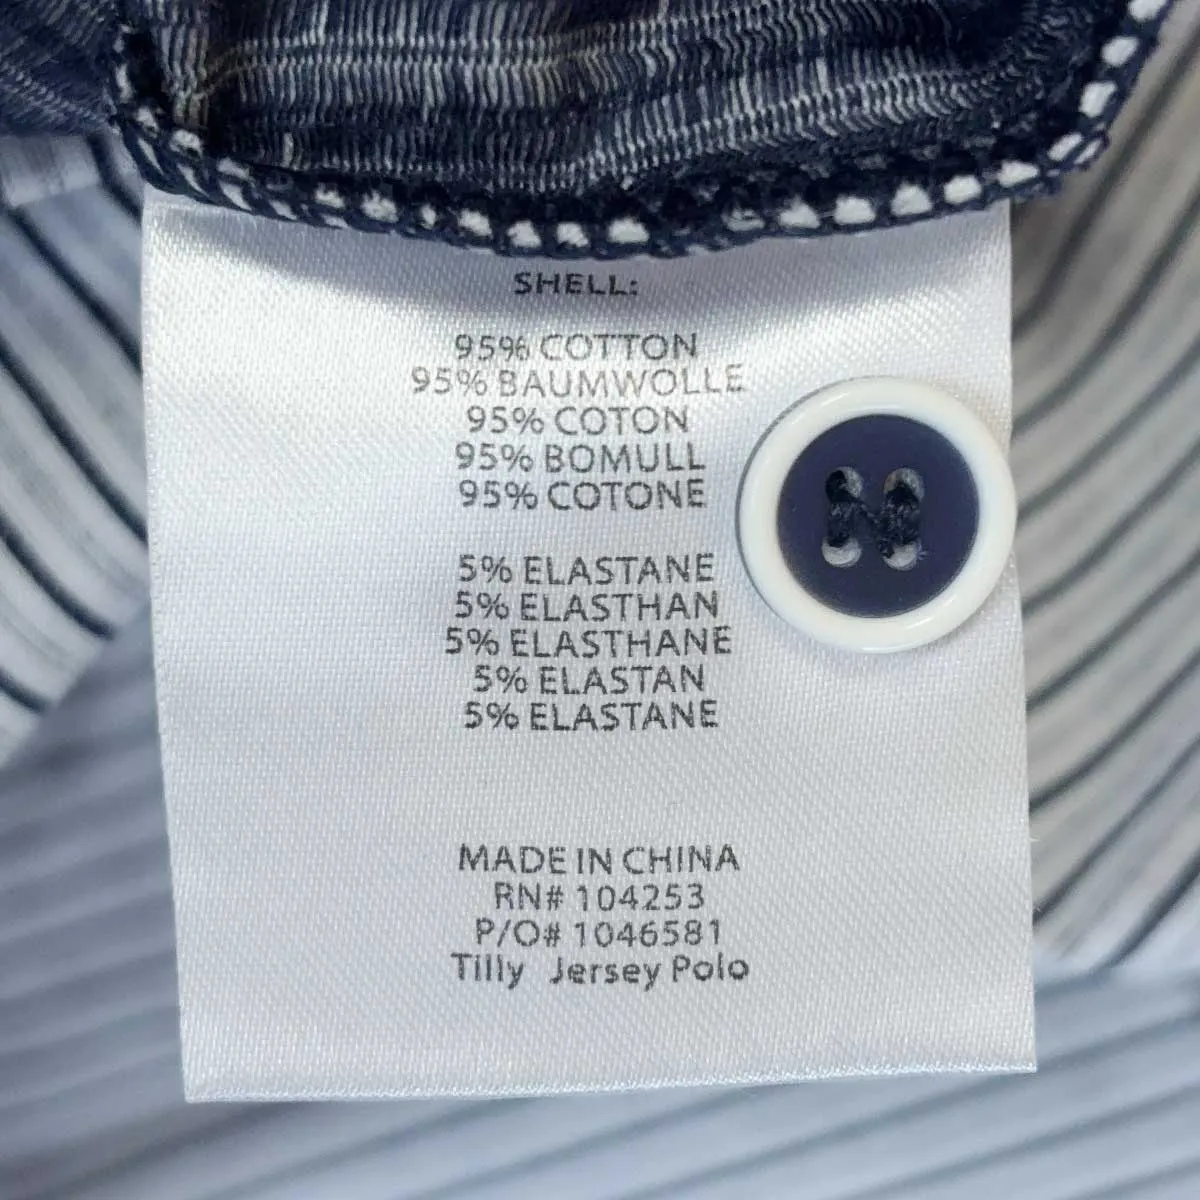 SHELL:
95% COTTON
95% BAUMWOLLE
95% COTON
95% BOMULL
95% COTONE
5% ELASTANE
5% ELASTHAN
5% ELASTHANE
5% ELASTAN
5% ELASTANE
MADE IN CHINA
RN# 104253
P/O# 1046581
Tilly Jersey Polo